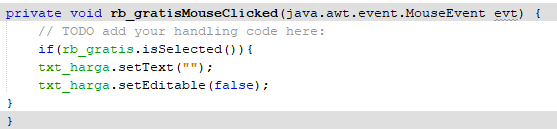 private void rb_gratisMouseClicked(java.awt.event.MouseEvent evt) {
// TODO add your handling code here:
if(rb_gratis.isSelected()){
txt_harga.setText("");
txt_harga.setEditable(false);
}
}